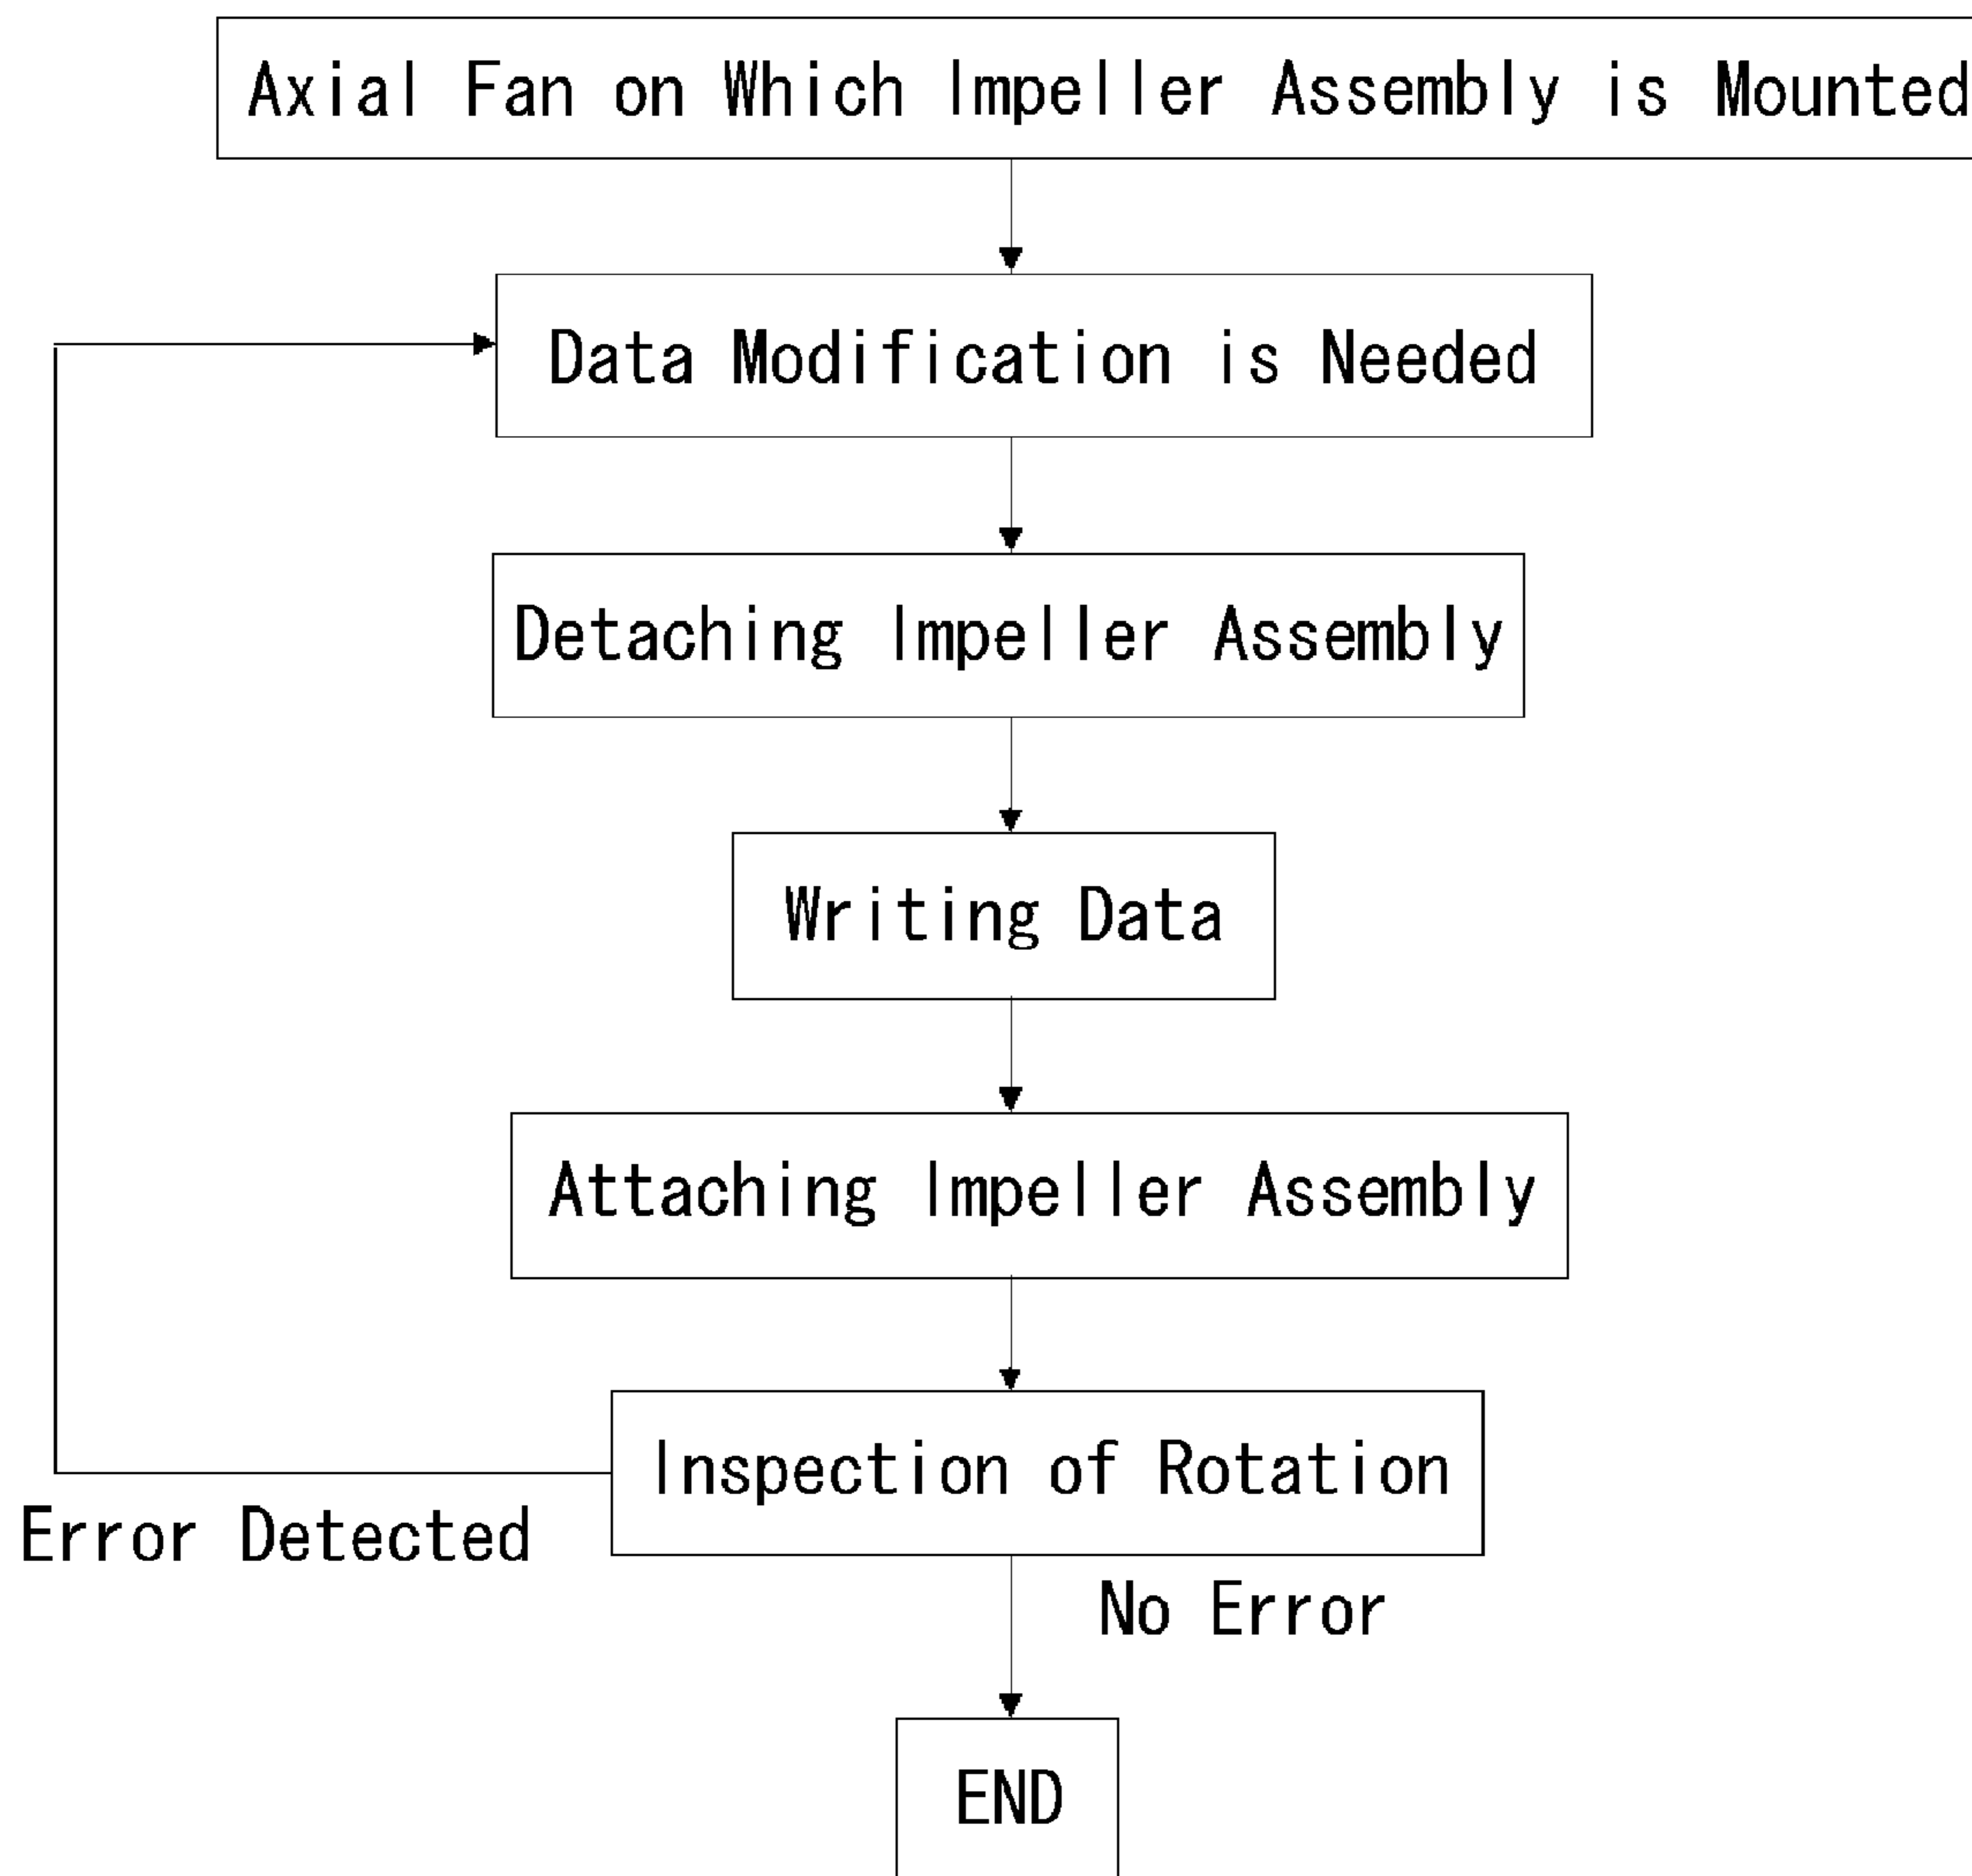 Axial Fan on Which Impeller Assembly is Mounted
Data Modification is Needed
Detaching Impeller Assembly
Writing Data
Attaching Impeller Assembly
Inspection of Rotation
Error Detected
No Error
END